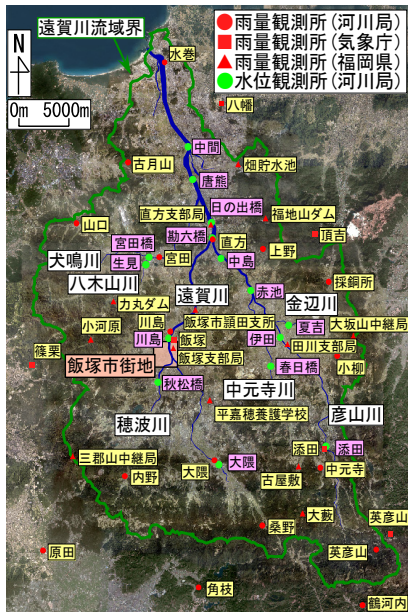 遠賀川流域界
雨量観測所(河川局)
雨量観測所(気象庁)
雨量観測所(福岡県)
水位観測所(河川局)
N
0m 5000m
水巻
八幡
中間
古月山
畑貯水池
唐熊
日の出橋
直方支部局
福地山ダム
山口
勘六橋
頂吉
宮田橋
直方
上野
犬鳴川
生見
宮田
中島
採銅所
八木山川
赤池
金辺川
力丸ダム
遠賀川
川島
飯塚市頴田支所
夏吉
大坂山中継局
小河原
川島
飯塚
伊田
田川支部局
篠栗
飯塚市街地
飯塚支部局
小柳
春日橋
秋松橋
中元寺川
平嘉穂養護学校
彦山川
穂波川
添田
添田
三郡山中継局
大隈
大隈
中元寺
内野
古屋敷
大藪
桑野
英彦山
原田
英彦山
角枝
鶴河内